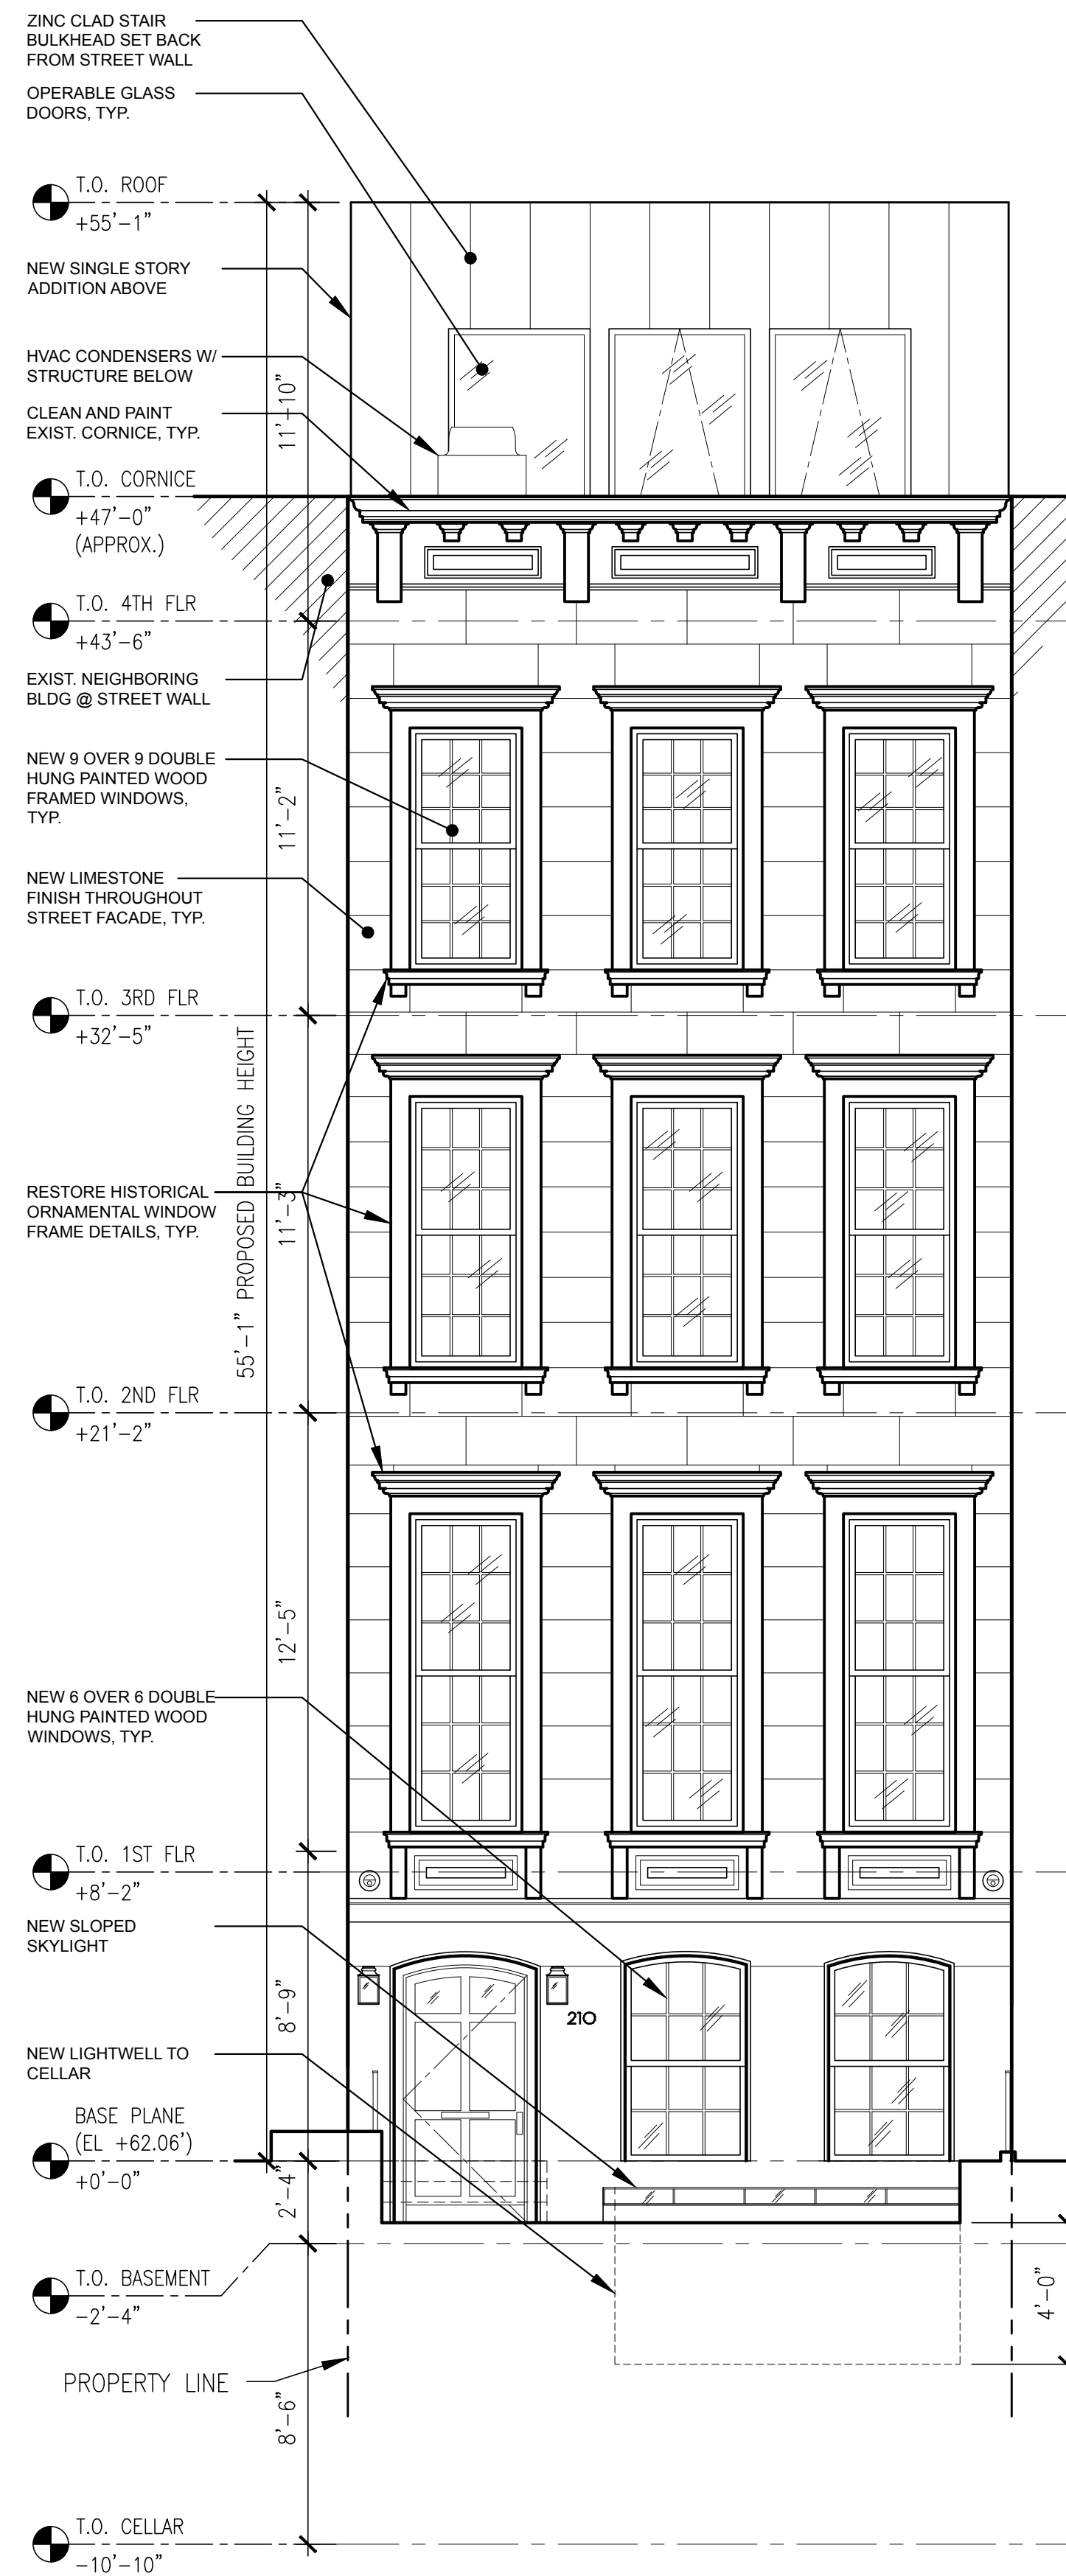 ZINC CLAD STAIR
BULKHEAD SET BACK
FROM STREET WALL
OPERABLE GLASS
DOORS, TYP.
T.O. ROOF
+55'-1"
NEW SINGLE STORY
ADDITION ABOVE
HVAC CONDENSERS W/
STRUCTURE BELOW
11'-10"
CLEAN AND PAINT
EXIST. CORNICE, TYP.
T.O. CORNICE
+47'-0"
(APPROX.)
T.O. 4TH FLR
+43'-6"
EXIST. NEIGHBORING
BLDG @ STREET WALL
NEW 9 OVER 9 DOUBLE
HUNG PAINTED WOOD
FRAMED WINDOWS,
TYP.
11'-2"
NEW LIMESTONE
FINISH THROUGHOUT
STREET FACADE, TYP.
T.O. 3RD FLR
+32'-5"
55'-1" PROPOSED BUILDING HEIGHT
RESTORE HISTORICAL
ORNAMENTAL WINDOW
FRAME DETAILS, TYP.
11'-3"
T.O. 2ND FLR
+21'-2"
12'-5"
NEW 6 OVER 6 DOUBLE
HUNG PAINTED WOOD
WINDOWS, TYP.
T.O. 1ST FLR
+8'-2"
NEW SLOPED
SKYLIGHT
8'-9"
210
NEW LIGHTWELL TO
CELLAR
BASE PLANE
(EL +62.06')
+0'-0"
2'-4"
T.O. BASEMENT
-2'-4"
4'-0"
PROPERTY LINE
8'-6"
T.O. CELLAR
-10'-10"